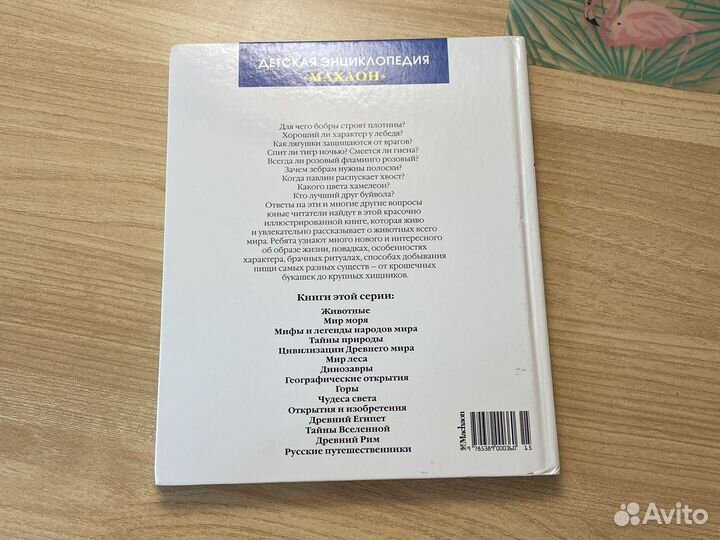 ДЕТСКАЯ ЭНЦИКЛОПЕДИЯ
«МАХАОН»
Для чего бобры строят плотины?
Хороший ли характер у лебедя?
Как лягушки защищаются от врагов?
Спит ли тигр ночью? Смеется ли гиена?
Всегда ли розовый фламинго розовый?
Зачем зебрам нужны полоски?
Когда павлин распускает хвост?
Какого цвета хамелеон?
Кто лучший друг буйвола?
Ответы на эти и многие другие вопросы
юные читатели найдут в этой красочно
иллюстрированной книге, которая живо
и увлекательно рассказывает о животных всего
мира. Ребята узнают много нового и интересного
об образе жизни, повадках, особенностях
характера, брачных ритуалах, способах добывания
пищи самых разных существ – от крошечных
букашек до крупных хищников.
Книги этой серии:
Животные
Мир моря
Мифы и легенды народов мира
Тайны природы
Цивилизации Древнего мира
Мир леса
Динозавры
Географические открытия
Горы
Чудеса света
Открытия и изобретения
Древний Египет
Тайны Вселенной
Древний Рим
Русские путешественники
Machaon
9 785389 000360 15
Avito